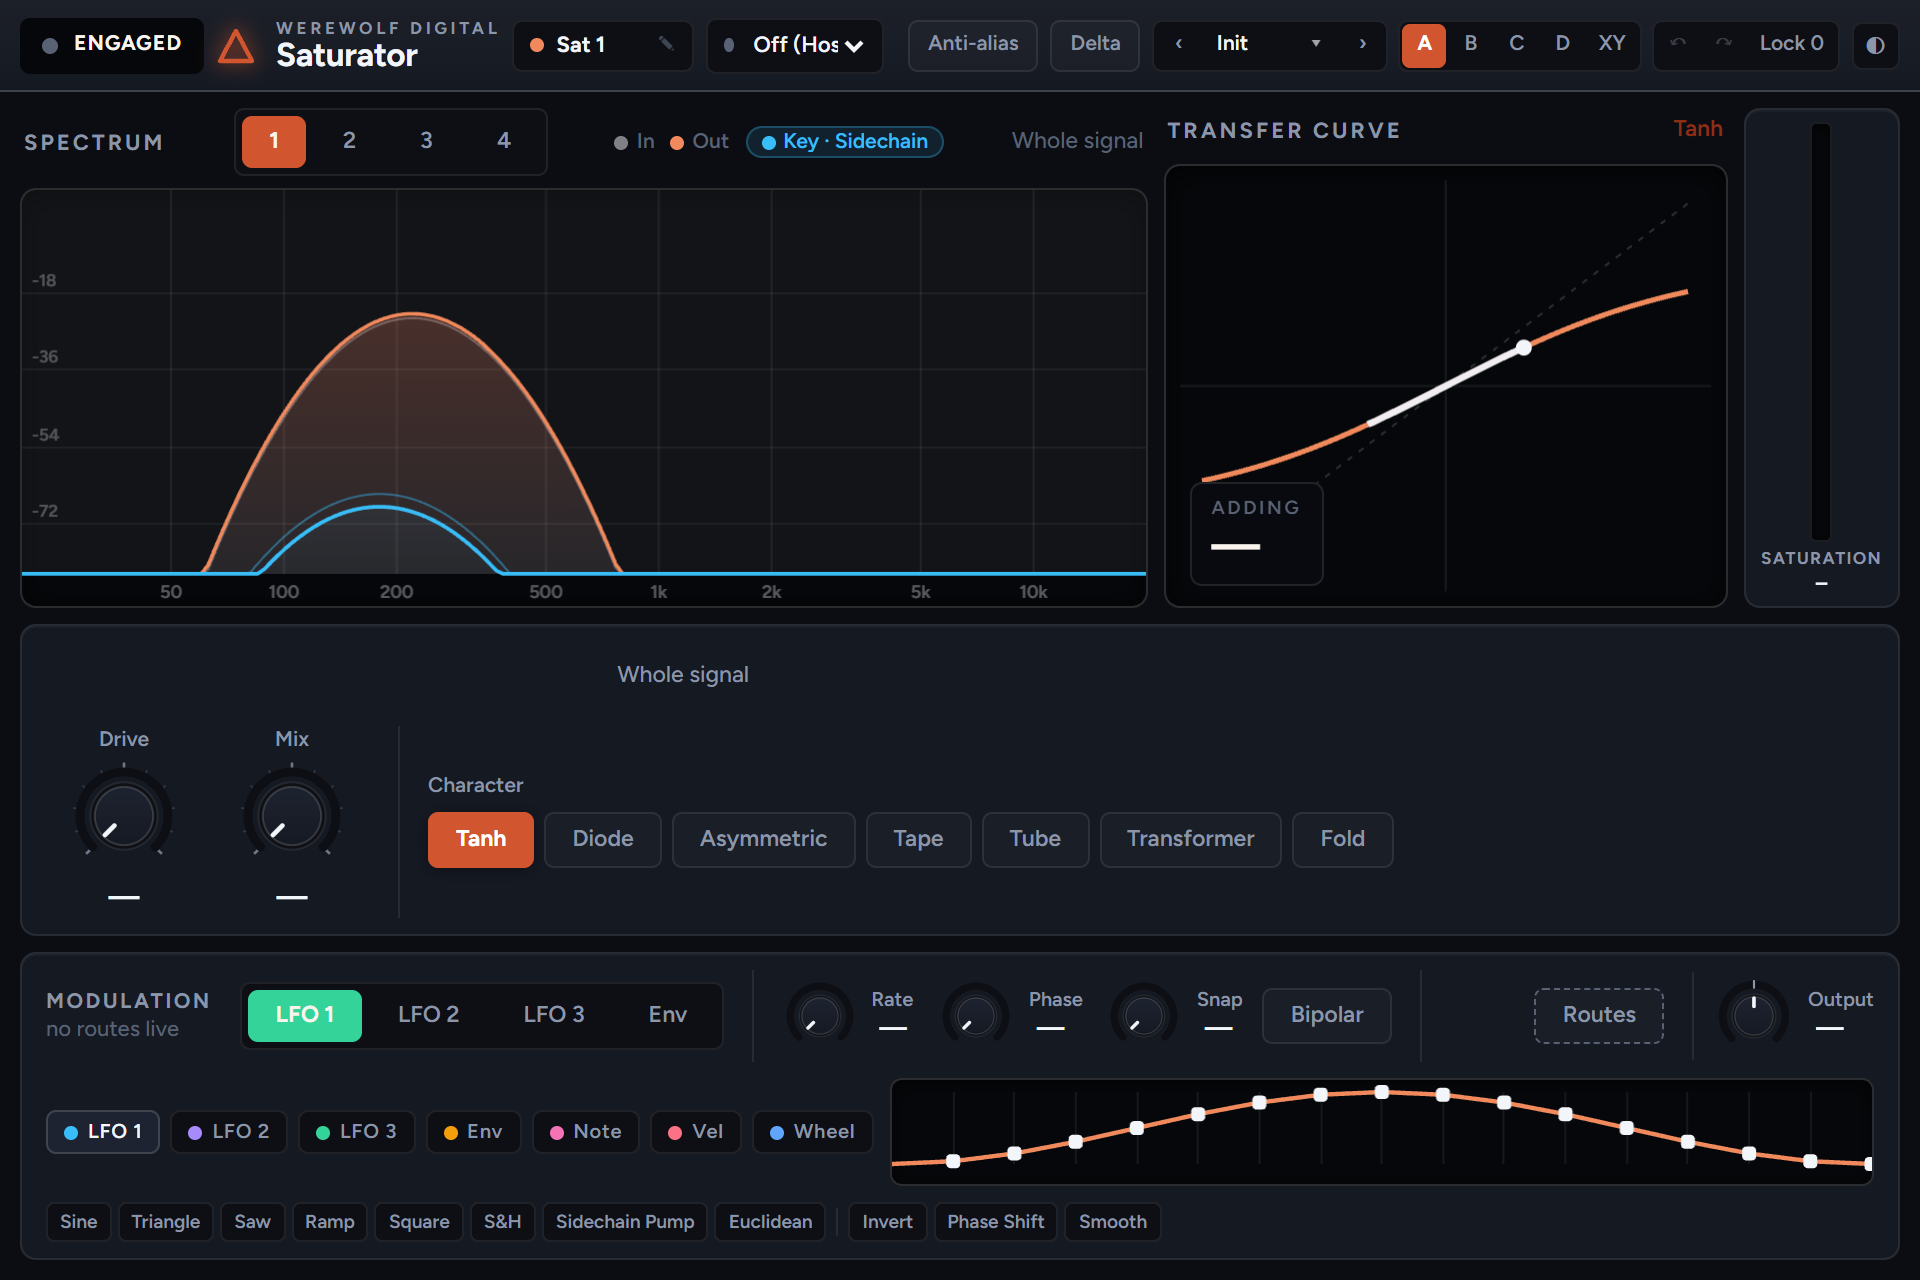 ENGAGED
WEREWOLF DIGITAL
Saturator
Sat 1
Off (Hos
Anti-alias
Delta
Init
A B C D XY
Lock 0
SPECTRUM
1 2 3 4
In Out Key · Sidechain
Whole signal
TRANSFER CURVE
Tanh
-18
-36
-54
-72
50 100 200 500 1k 2k 5k 10k
ADDING
—
SATURATION
–
Whole signal
Drive
Mix
—
—
Character
Tanh Diode Asymmetric Tape Tube Transformer Fold
MODULATION
no routes live
LFO 1 LFO 2 LFO 3 Env
Rate
—
Phase
—
Snap
—
Bipolar
Routes
Output
—
LFO 1 LFO 2 LFO 3 Env Note Vel Wheel
Sine Triangle Saw Ramp Square S&H Sidechain Pump Euclidean Invert Phase Shift Smooth